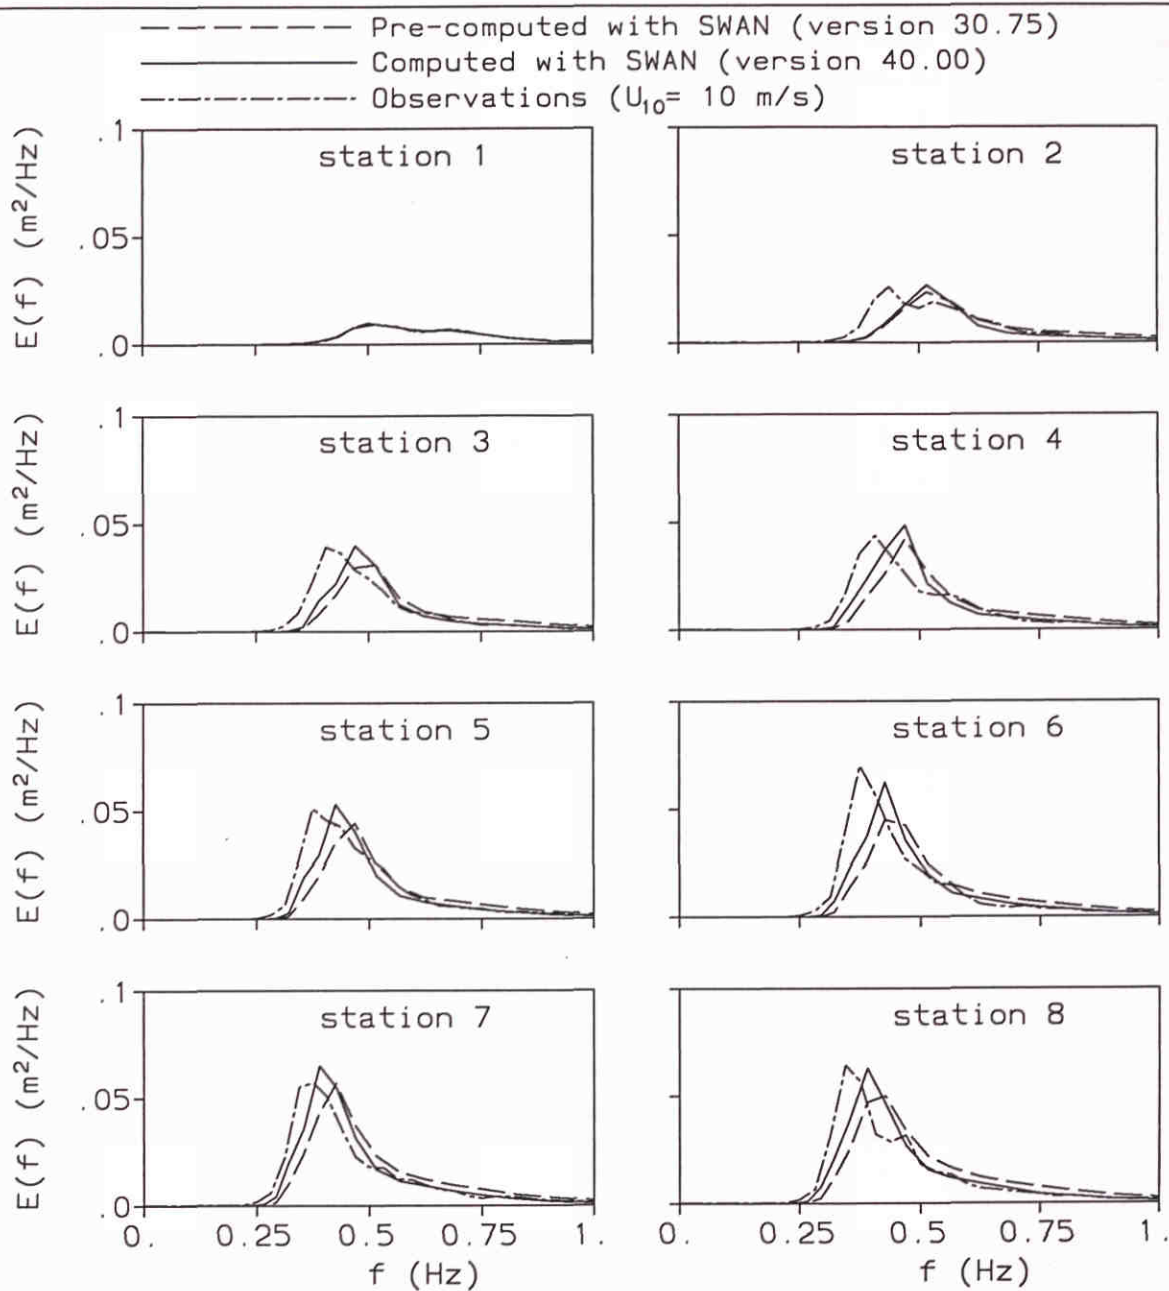 Pre-computed with SWAN (version 30.75)
Computed with SWAN (version 40.00)
Observations (U10= 10 m/s)
E(f) (m²/Hz)
.1
.05
.0
station 1
station 2
E(f) (m²/Hz)
.1
.05
.0
station 3
station 4
E(f) (m²/Hz)
.1
.05
.0
station 5
station 6
E(f) (m²/Hz)
.1
.05
.0
station 7
station 8
0. 0.25 0.5 0.75 1.
0. 0.25 0.5 0.75 1.
f (Hz)
f (Hz)